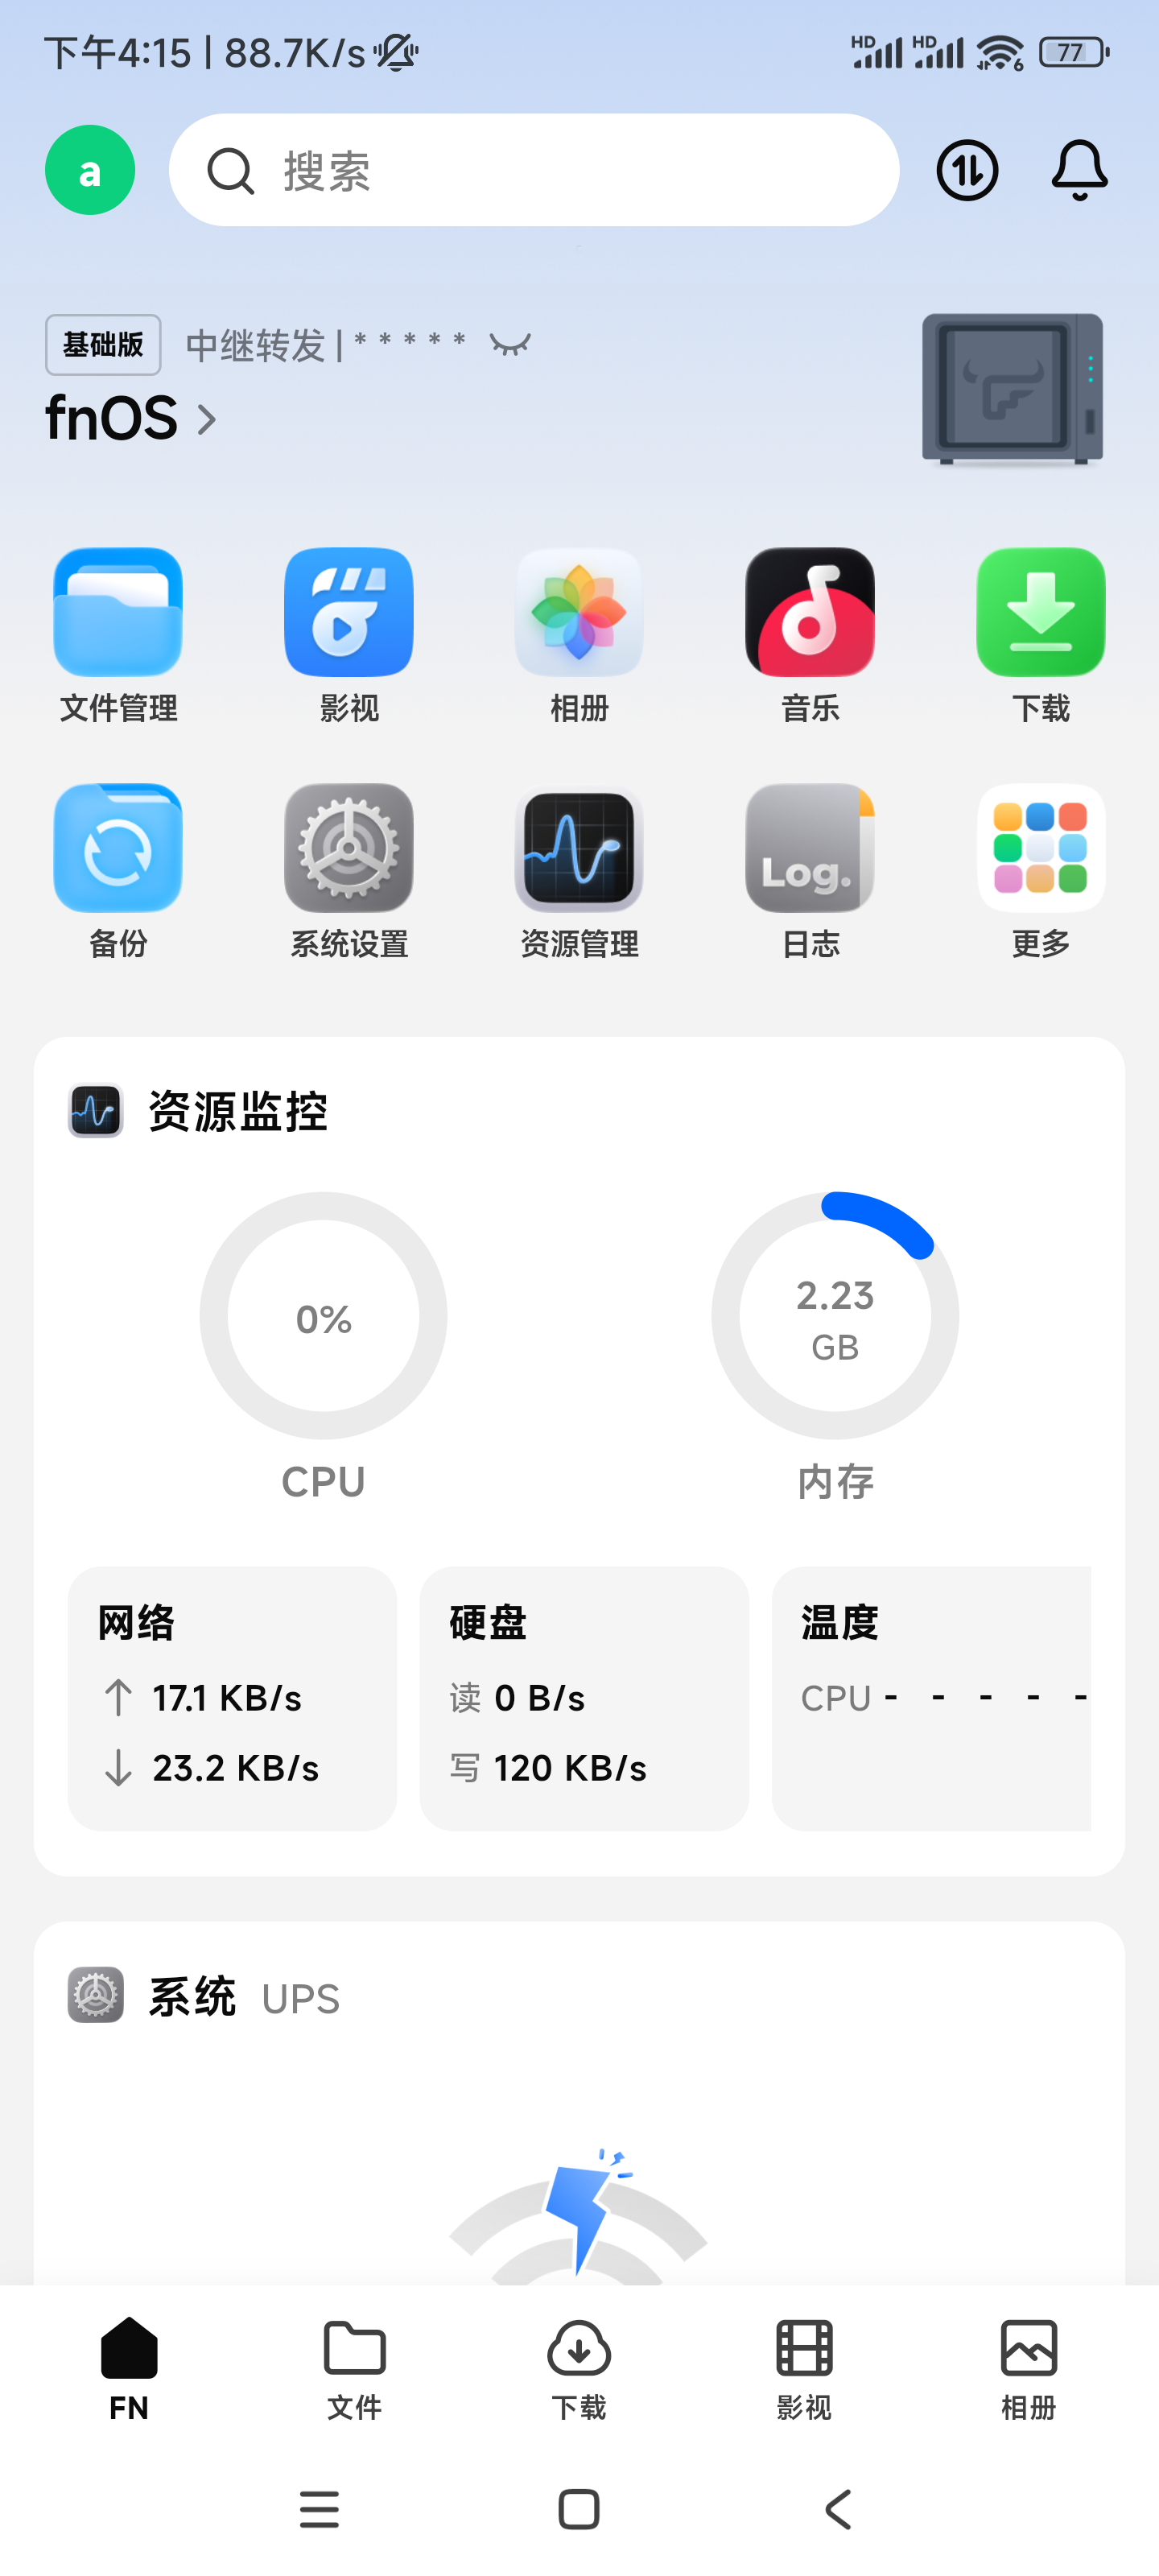 下午4:15 | 88.7K/s
HD HD 6 77
a
搜索
基础版 中继转发 | * * * * *
fnOS
文件管理 影视 相册 音乐 下载
Log.
备份 系统设置 资源管理 日志 更多
资源监控
0%
2.23
GB
CPU 内存
网络 硬盘 温度
17.1 KB/s 读 0 B/s CPU - - - - -
23.2 KB/s 写 120 KB/s
系统 UPS
FN 文件 下载 影视 相册